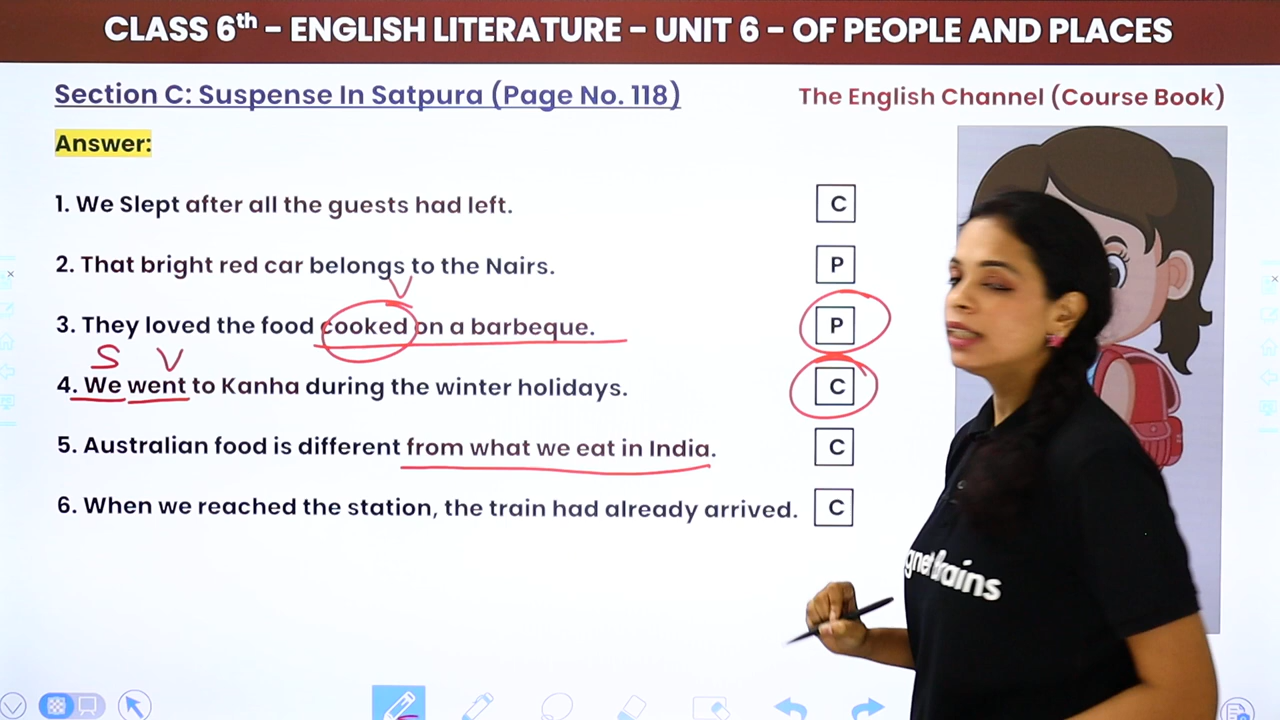 CLASS 6th – ENGLISH LITERATURE – UNIT 6 – OF PEOPLE AND PLACES
Section C: Suspense In Satpura (Page No. 118)
The English Channel (Course Book)
Answer:
1. We Slept after all the guests had left. C
2. That bright red car belongs to the Nairs. P
V
3. They loved the food cooked on a barbeque. P
S V
4. We went to Kanha during the winter holidays. C
5. Australian food is different from what we eat in India. C
6. When we reached the station, the train had already arrived. C